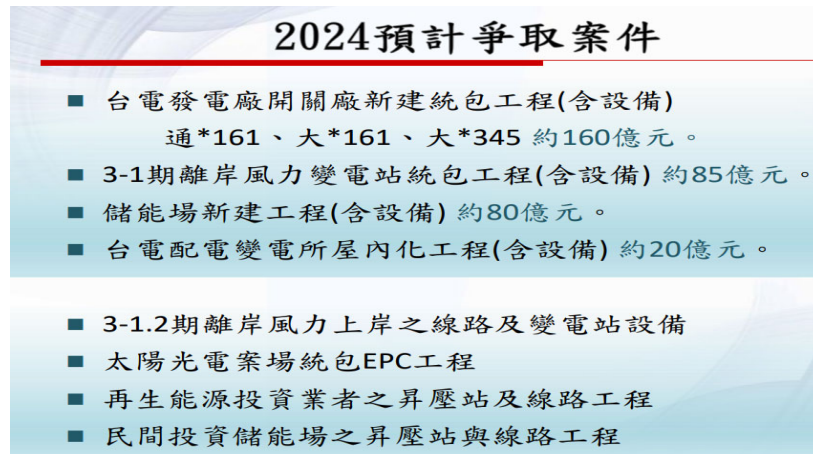 2024預計爭取案件
■ 台電發電廠開關廠新建統包工程(含設備)
通*161、大*161、大*345 約160億元。
■ 3-1期離岸風力變電站統包工程(含設備) 約85億元。
■ 儲能場新建工程(含設備) 約80億元。
■ 台電配電變電所屋內化工程(含設備) 約20億元。
■ 3-1.2期離岸風力上岸之線路及變電站設備
■ 太陽光電案場統包EPC工程
■ 再生能源投資業者之昇壓站及線路工程
■ 民間投資儲能場之昇壓站與線路工程